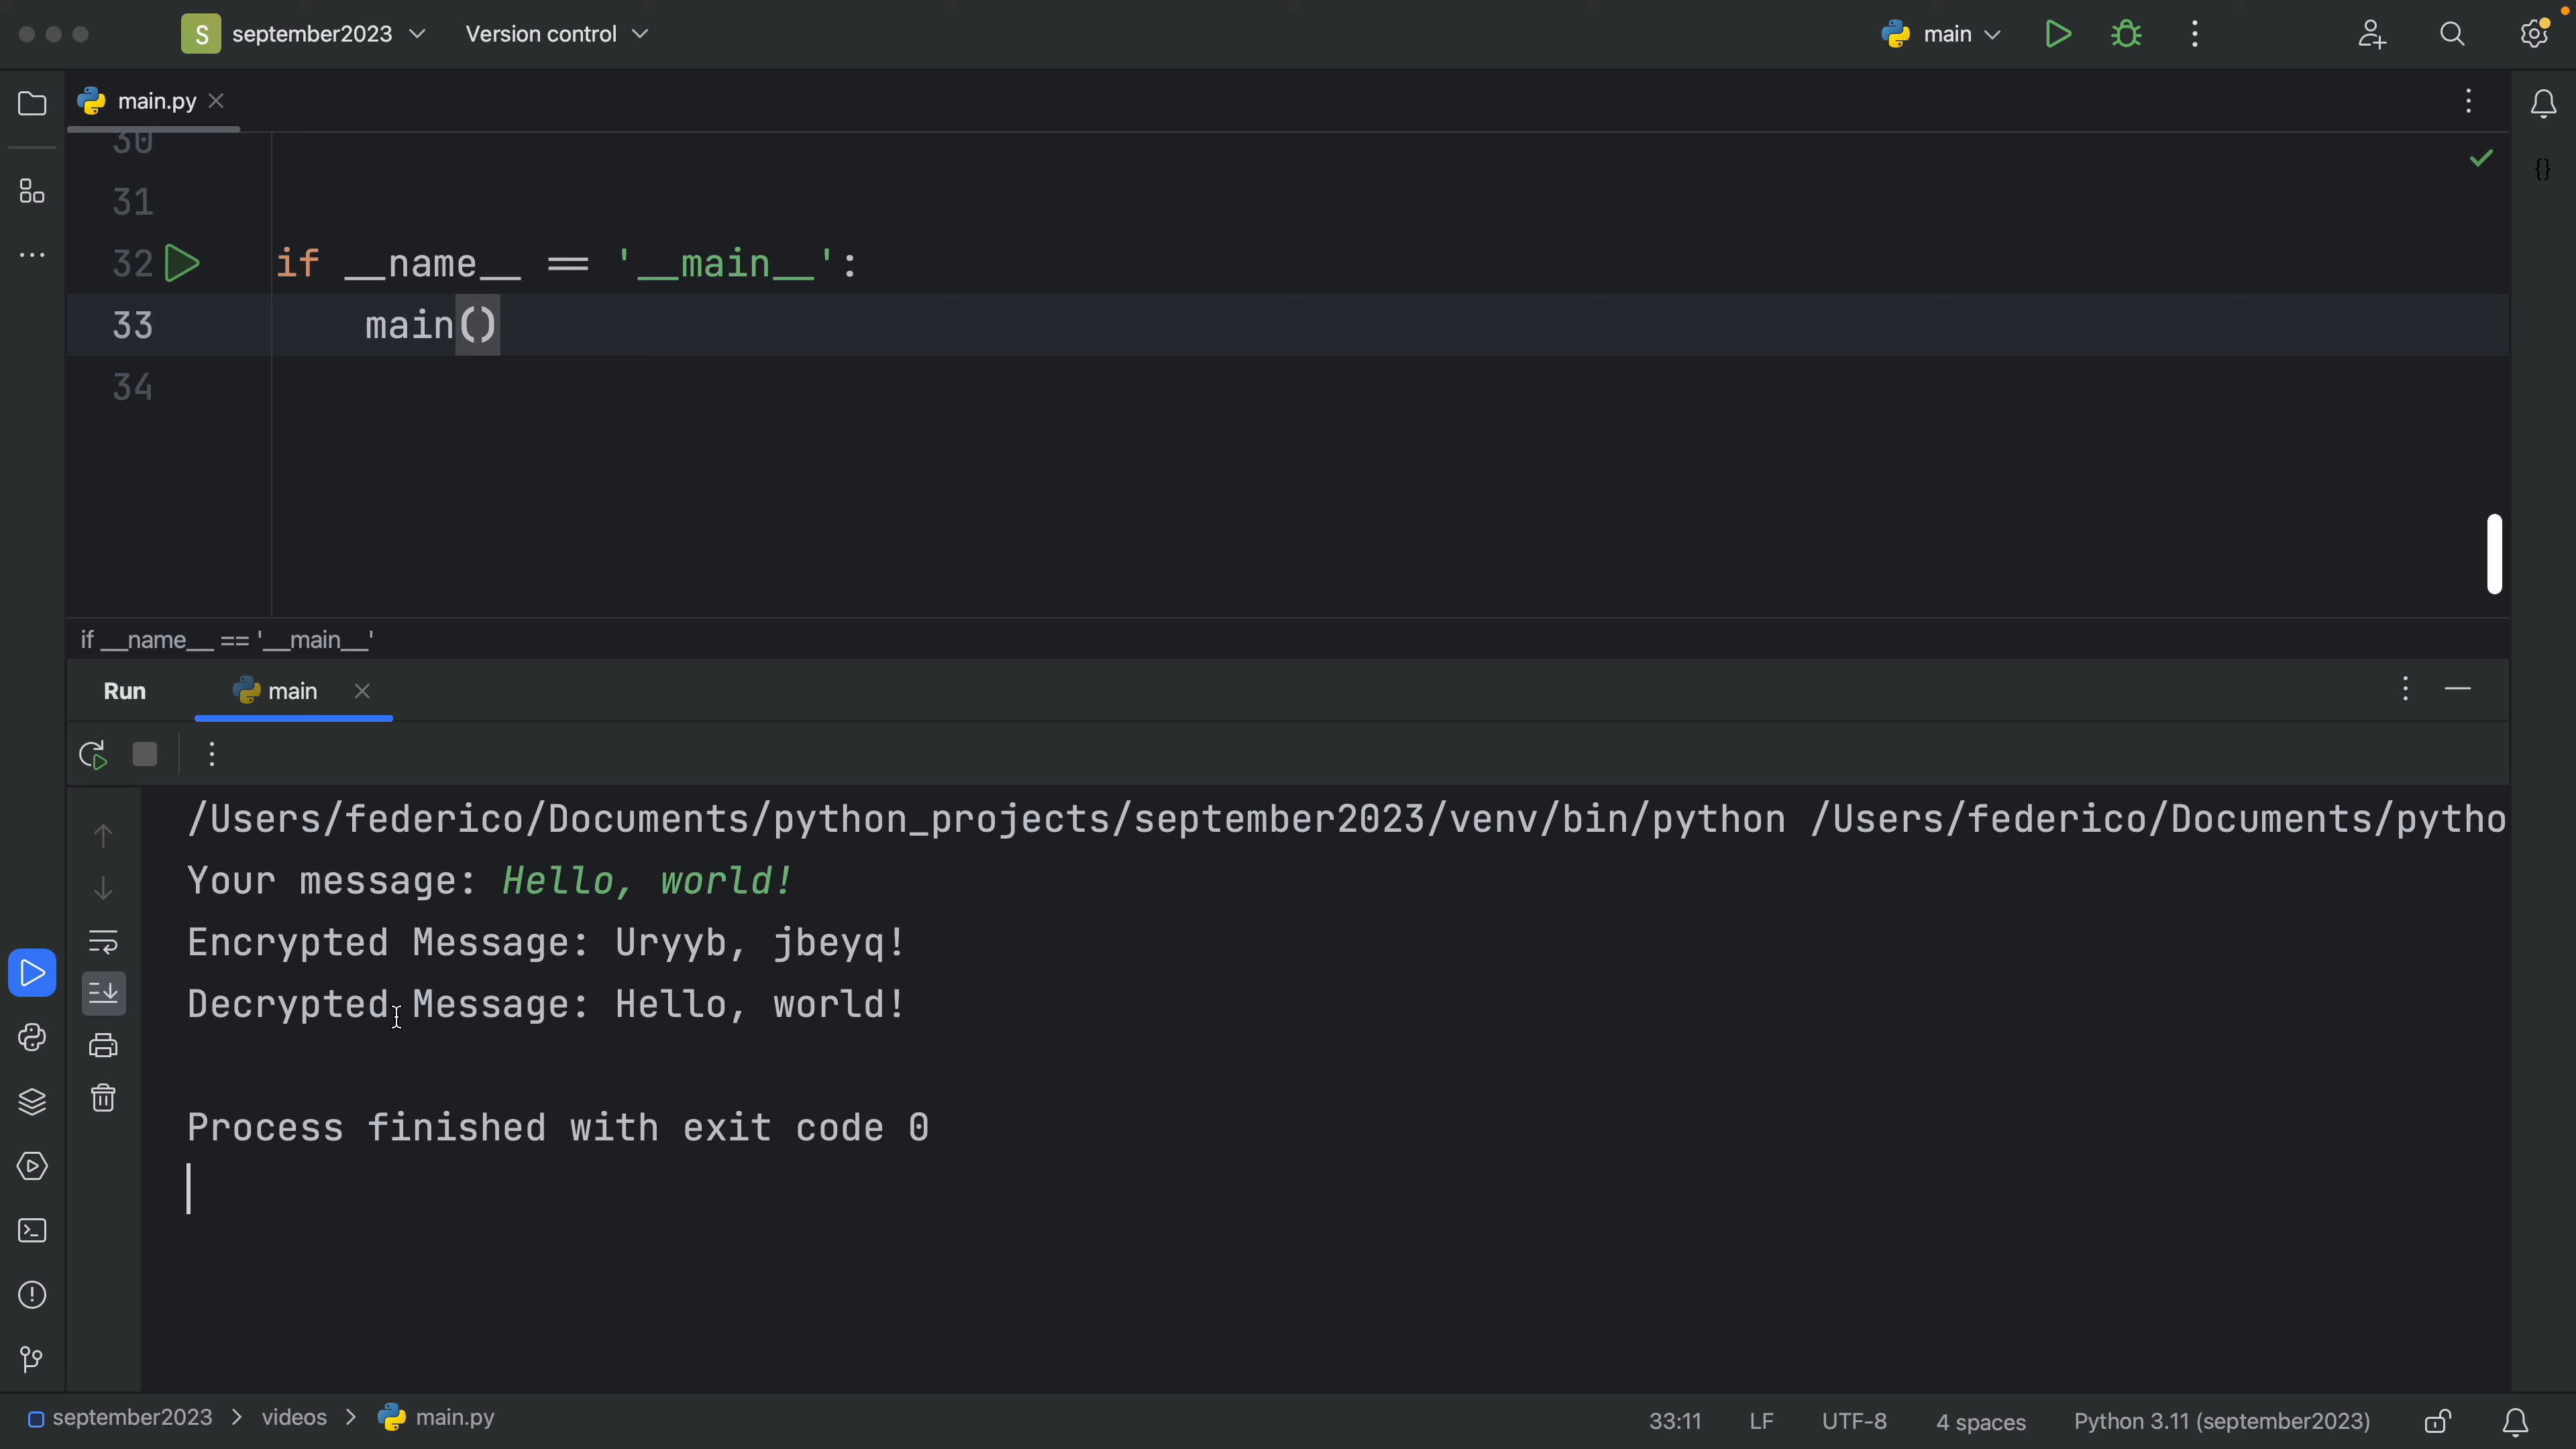 S september2023 Version control main
main.py
30
31
32 if __name__ == '__main__':
33 main()
34
if __name__ == '__main__'
Run main
/Users/federico/Documents/python_projects/september2023/venv/bin/python /Users/federico/Documents/pytho
Your message: Hello, world!
Encrypted Message: Uryyb, jbeyq!
Decrypted Message: Hello, world!
Process finished with exit code 0
september2023 > videos > main.py 33:11 LF UTF-8 4 spaces Python 3.11 (september2023)